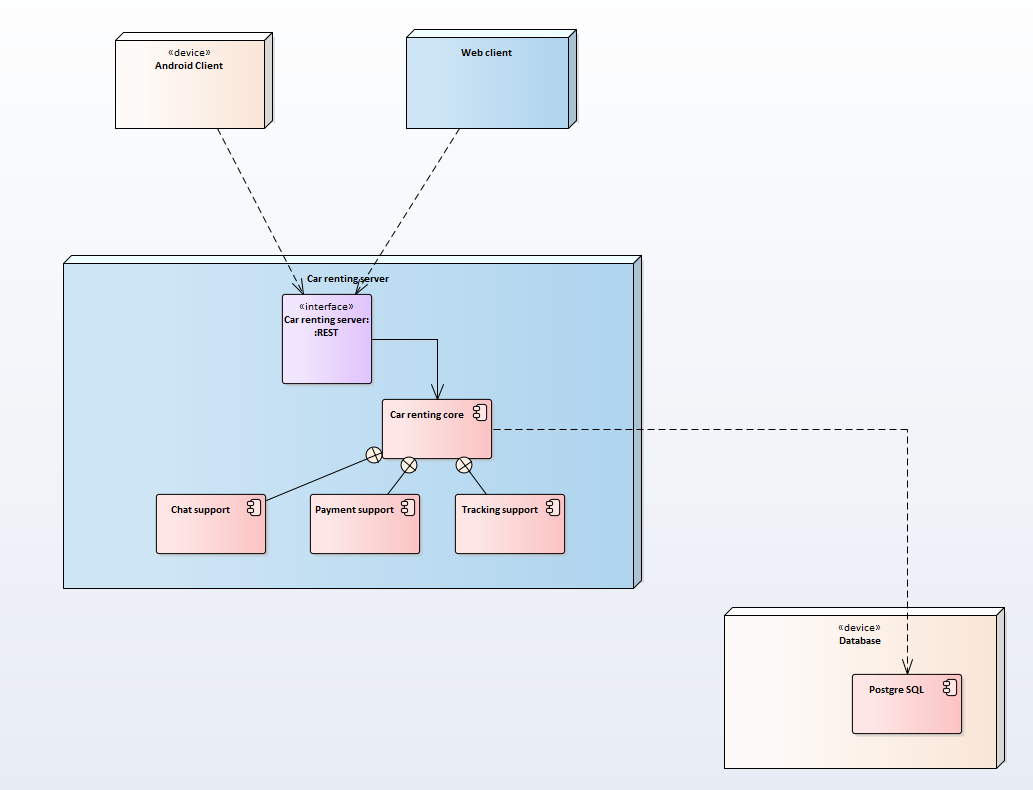 «device»
Android Client
Web client
Car renting server
«interface»
Car renting server:
:REST
Car renting core
Chat support
Payment support
Tracking support
«device»
Database
Postgre SQL